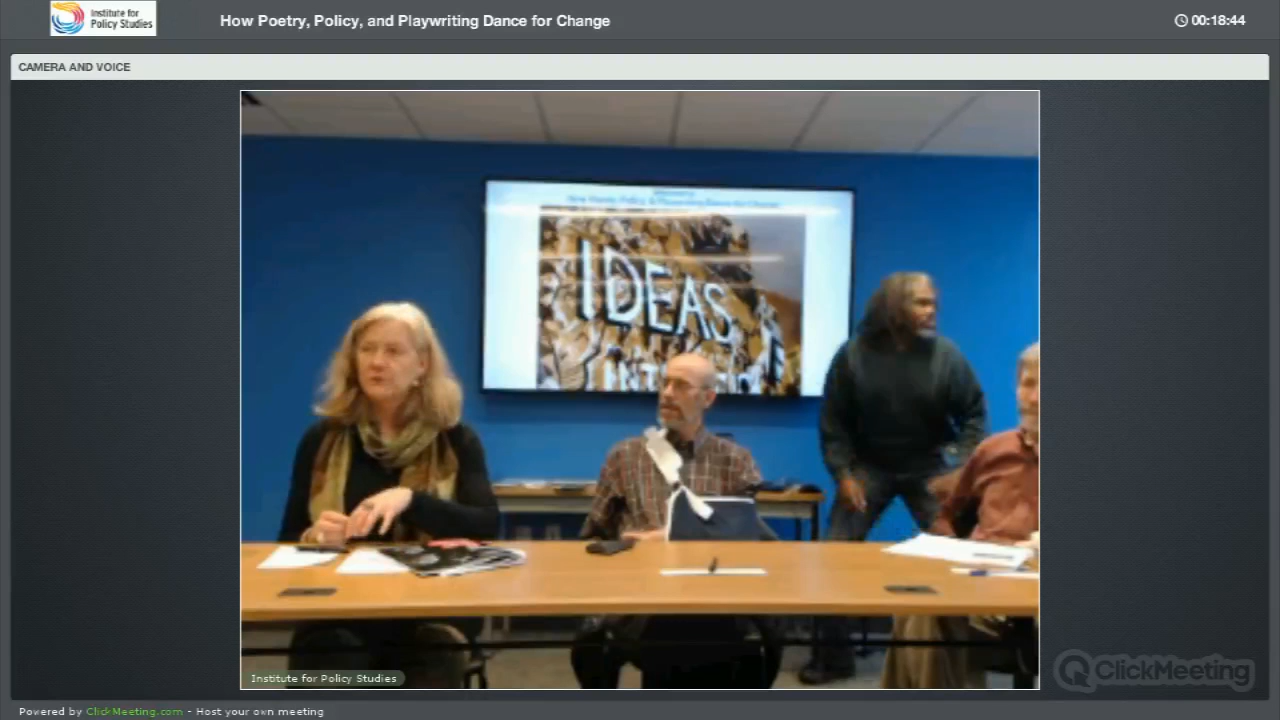 Institute for
Policy Studies
How Poetry, Policy, and Playwriting Dance for Change
00:18:44
CAMERA AND VOICE
How Poetry, Policy, & Playwriting Dance for Change
IDEAS
Institute for Policy Studies
ClickMeeting
Powered by ClickMeeting.com - Host your own meeting